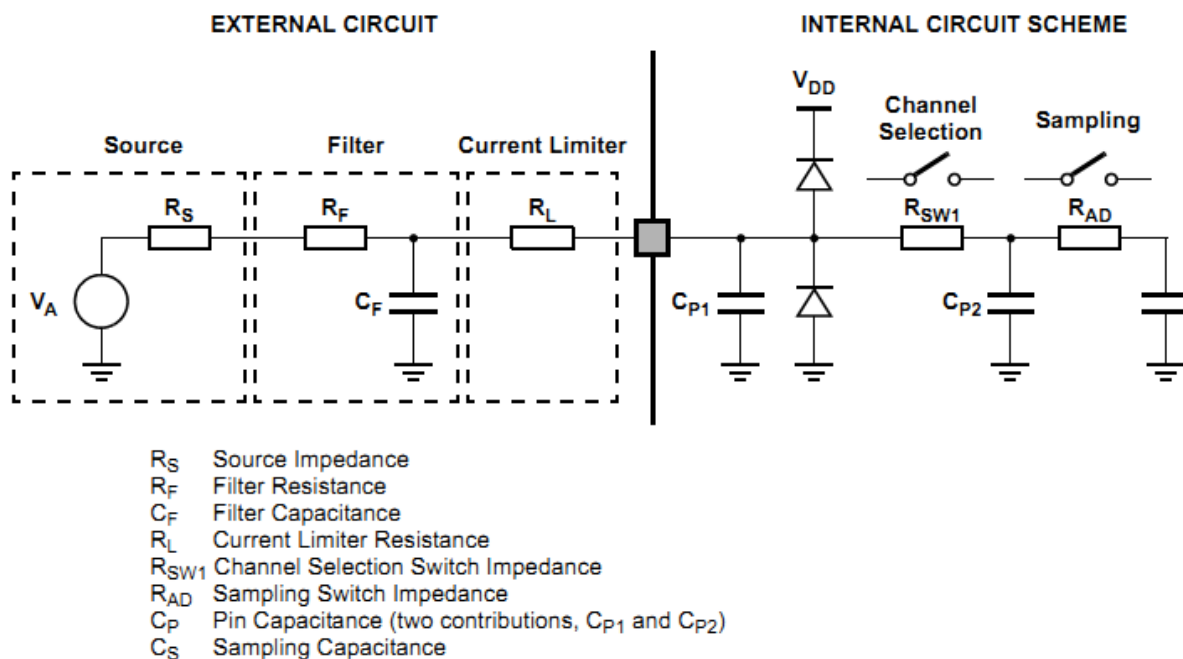 EXTERNAL CIRCUIT
INTERNAL CIRCUIT SCHEME
VDD
Channel
Selection
Sampling
Source
Filter
Current Limiter
RS
RF
RL
RSW1
RAD
VA
CF
CP1
CP2
RS Source Impedance
RF Filter Resistance
CF Filter Capacitance
RL Current Limiter Resistance
RSW1 Channel Selection Switch Impedance
RAD Sampling Switch Impedance
CP Pin Capacitance (two contributions, CP1 and CP2)
CS Sampling Capacitance